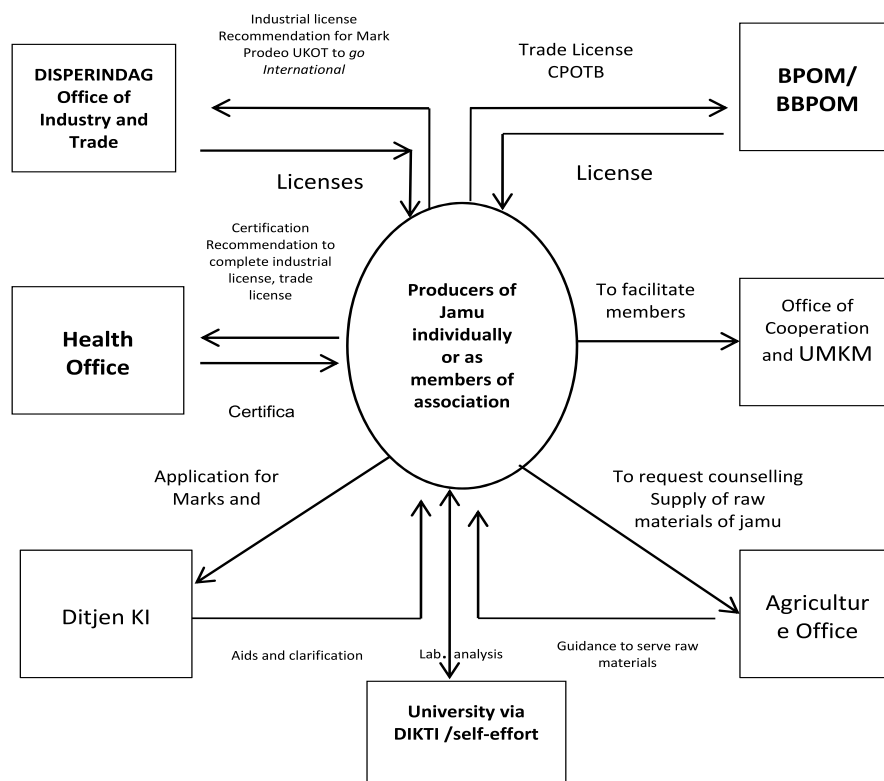 Industrial license
Recommendation for Mark
Prodeo UKOT to go
International
Trade License
CPOTB
DISPERINDAG
Office of
Industry and
Trade
BPOM/
BBPOM
Licenses
License
Certification
Recommendation to
complete industrial
license, trade
license
Producers of
Jamu
individually
or as
members of
association
To facilitate
members
Office of
Cooperation
and UMKM
Health
Office
Certifica
Application for
Marks and
To request counselling
Supply of raw
materials of jamu
Ditjen KI
Agricultur
e Office
Aids and clarification
Lab. analysis
Guidance to serve raw
materials
University via
DIKTI /self-effort